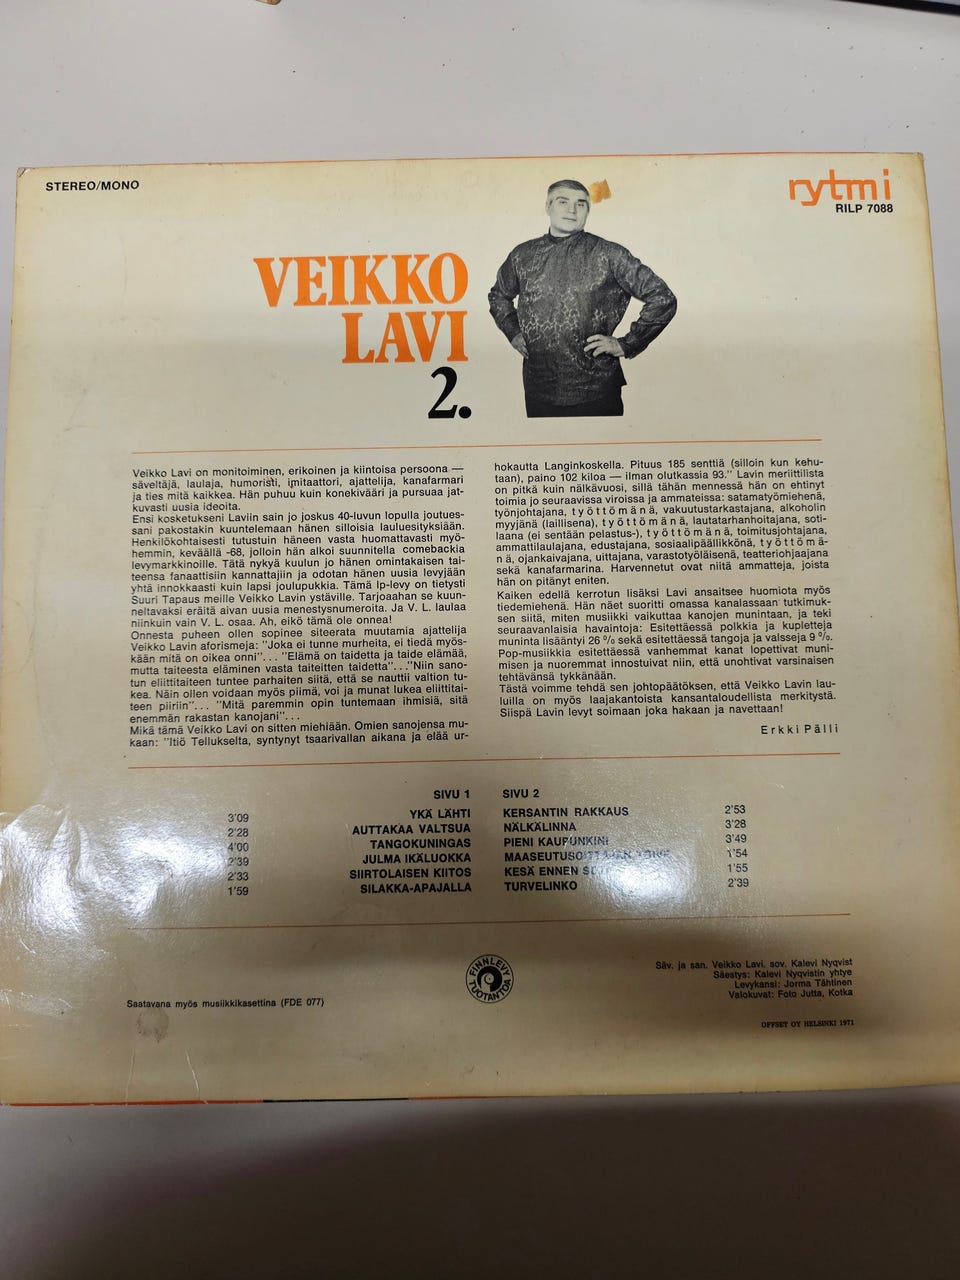 STEREO/MONO
rytmi
RILP 7088
VEIKKO
LAVI
2.
Veikko Lavi on monitoiminen, erikoinen ja kiintoisa persoona —
säveltäjä, laulaja, humoristi, imitaattori, ajattelija, kanafarmari
ja ties mitä kaikkea. Hän puhuu kuin konekivääri ja pursuaa jat-
kuvasti uusia ideoita.
Ensi kosketukseni Laviin sain jo joskus 40-luvun lopulla joutues-
sani pakostakin kuuntelemaan hänen silloisia lauluesityksiään.
Henkilökohtaisesti tutustuin häneen vasta huomattavasti myö-
hemmin, keväällä -68, jolloin hän alkoi suunnitella comebackia
levymarkkinoille. Tätä nykyä kuulun jo hänen omintakaisen tai-
teensa fanaattisiin kannattajiin ja odotan hänen uusia levyjään
yhtä innokkaasti kuin lapsi joulupukkia. Tämä lp-levy on tietysti
Suuri Tapaus meille Veikko Lavin ystäville. Tarjoaahan se kuun-
neltavaksi eräitä aivan uusia menestysnumeroita. Ja V. L. laulaa
niinkuin vain V. L. osaa. Ah, eikö tämä ole onnea!
Onnesta puheen ollen sopinee siteerata muutamia ajattelija
Veikko Lavin aforismeja: "Joka ei tunne murheita, ei tiedä myös-
kään mitä on oikea onni"... "Elämä on taidetta ja taide elämää,
mutta taiteesta eläminen vasta taiteitten taidetta"..."Niin sano-
tun eliittitaiteen tuntee parhaiten siitä, että se nauttii valtion tu-
kea. Näin ollen voidaan myös piimä, voi ja munat lukea eliittitai-
teen piiriin"... "Mitä paremmin opin tuntemaan ihmisiä, sitä
enemmän rakastan kanojani"...
Mikä tämä Veikko Lavi on sitten miehiään. Omien sanojensa mu-
kaan: "Itiö Tellukselta, syntynyt tsaarivallan aikana ja elää ur-
hokautta Langinkoskella. Pituus 185 senttiä (silloin kun kehu-
taan), paino 102 kiloa — ilman olutkassia 93." Lavin meriittilista
on pitkä kuin nälkävuosi, sillä tähän mennessä hän on ehtinyt
toimia jo seuraavissa viroissa ja ammateissa: satamatyömiehenä,
työnjohtajana, t y ö t t ö m ä n ä, vakuutustarkastajana, alkoholin
myyjänä (laillisena), t y ö t t ö m ä n ä, lautatarhanhoitajana, soti-
laana (ei sentään pelastus-), t y ö t t ö m ä n ä, toimitusjohtajana,
ammattilaulajana, edustajana, sosiaalipäällikkönä, t y ö t t ö m ä-
n ä, ojankaivajana, uittajana, varastotyöläisenä, teatteriohjaajana
sekä kanafarmarina. Harvennetut ovat niitä ammatteja, joista
hän on pitänyt eniten.
Kaiken edellä kerrotun lisäksi Lavi ansaitsee huomiota myös
tiedemiehenä. Hän näet suoritti omassa kanalassaan tutkimuk-
sen siitä, miten musiikki vaikuttaa kanojen munintaan, ja teki
seuraavanlaisia havaintoja: Esitettäessä polkkia ja kupletteja
muninta lisääntyi 26 % sekä esitettäessä tangoja ja valsseja 9 %.
Pop-musiikkia esitettäessä vanhemmat kanat lopettivat muni-
misen ja nuoremmat innostuivat niin, että unohtivat varsinaisen
tehtävänsä tykkänään.
Tästä voimme tehdä sen johtopäätöksen, että Veikko Lavin lau-
luilla on myös laajakantoista kansantaloudellista merkitystä.
Siispä Lavin levyt soimaan joka hakaan ja navettaan!
Erkki Pälli
SIVU 1
3'09 YKÄ LÄHTI
2'28 AUTTAKAA VALTSUA
4'00 TANGOKUNINGAS
2'39 JULMA IKÄLUOKKA
2'33 SIIRTOLAISEN KIITOS
1'59 SILAKKA-APAJALLA
SIVU 2
KERSANTIN RAKKAUS 2'53
NÄLKÄLINNA 3'28
PIENI KAUPUNKINI 3'49
1'54
KESÄ ENNEN 1'55
TURVELINKO 2'39
FINNLEVY
TUOTANTOA
Saatavana myös musiikkikasettina (FDE 077)
Säv. ja san. Veikko Lavi, sov. Kalevi Nyqvist
Säestys: Kalevi Nyqvistin yhtye
Levykansi: Jorma Tähtinen
Valokuvat: Foto Jutta, Kotka
OFFSET OY HELSINKI 1971